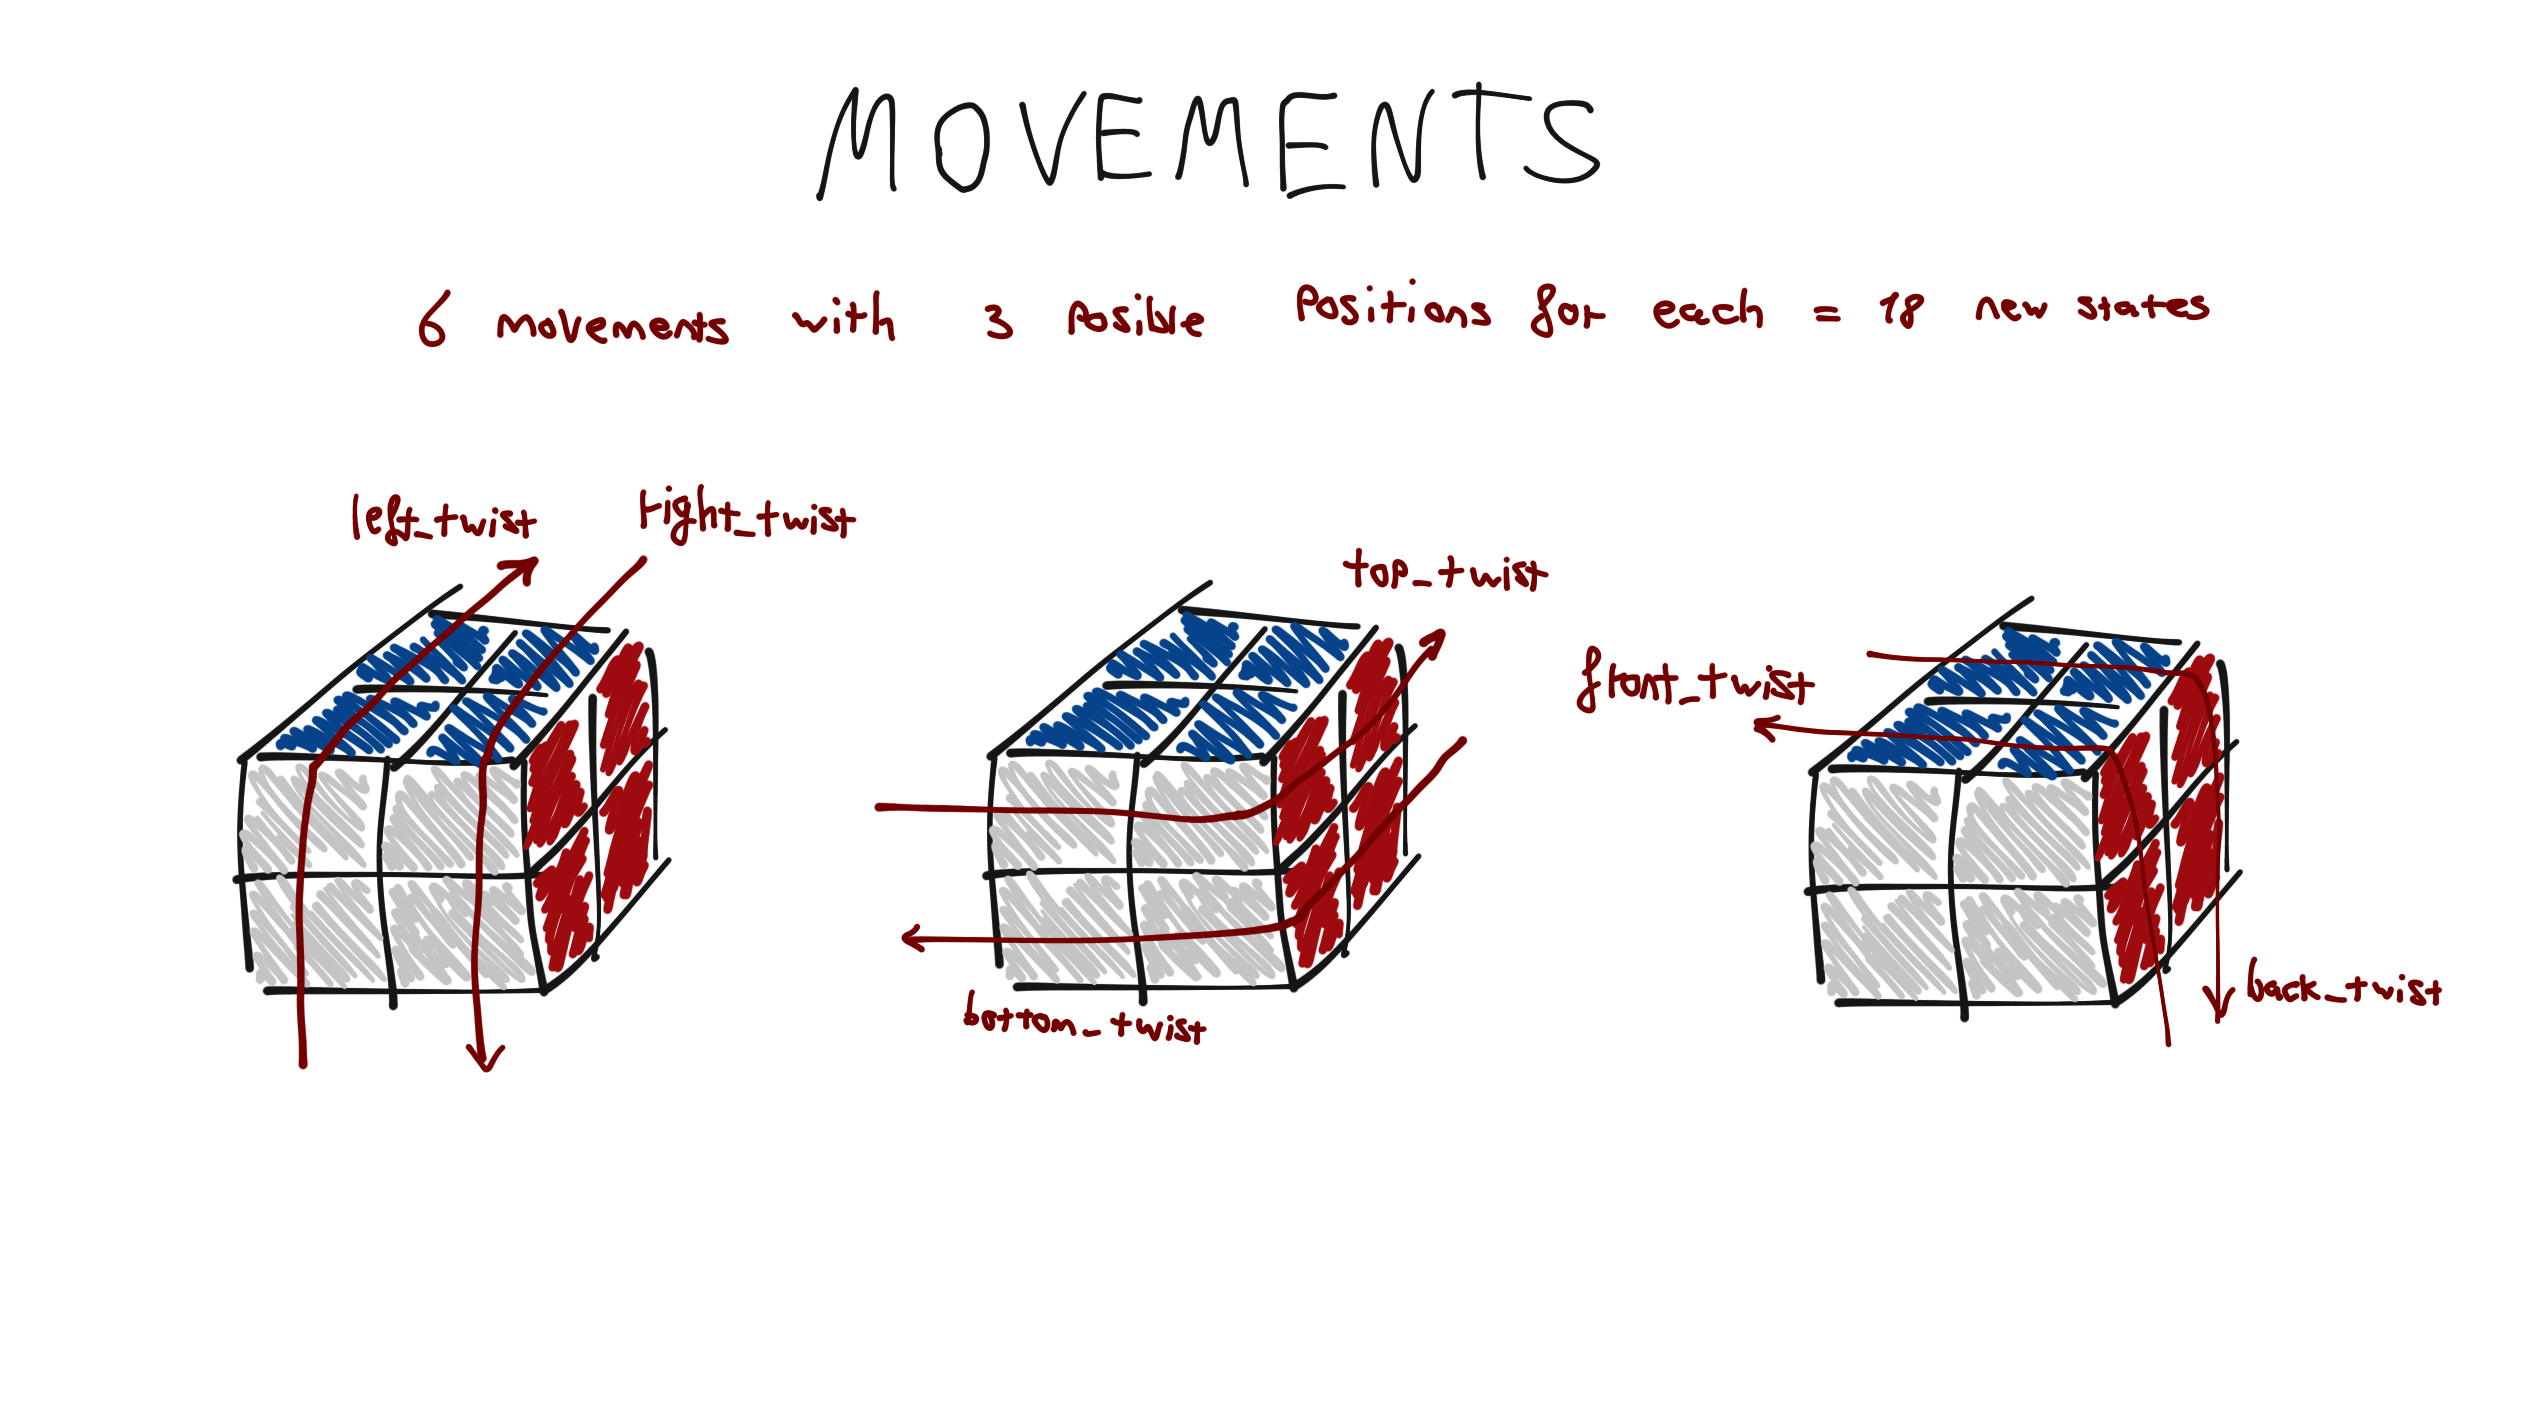 MOVEMENTS
6 movements with 3 posible positions for each = 18 new states
left_twist
right_twist
top_twist
bottom_twist
front_twist
back_twist